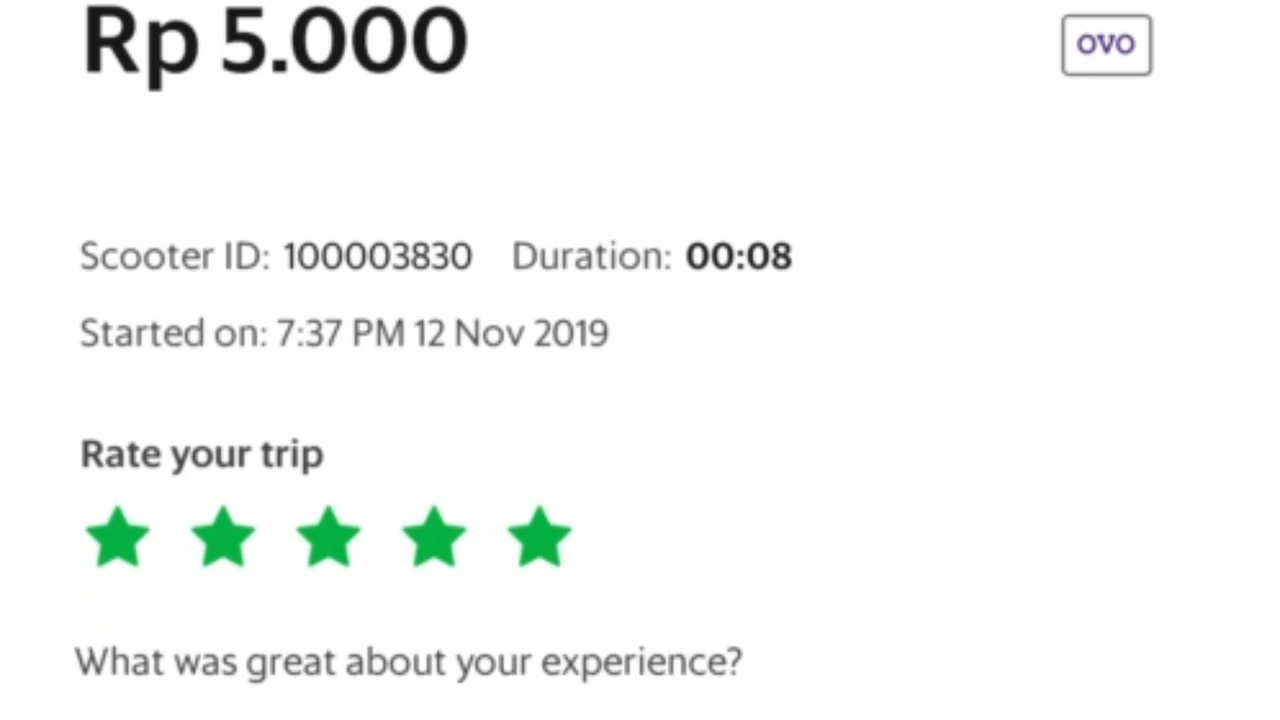 Rp 5.000 OVO
Scooter ID: 100003830 Duration: 00:08
Started on: 7:37 PM 12 Nov 2019
Rate your trip
What was great about your experience?